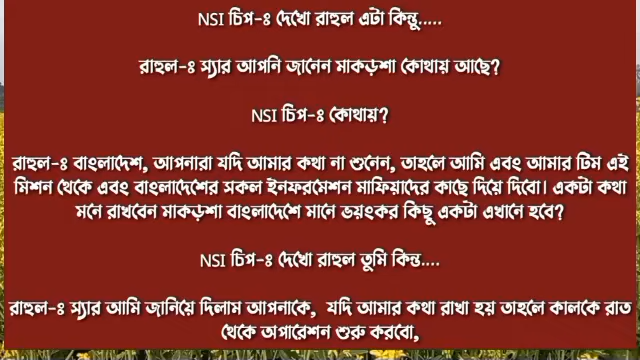 NSI চিপ-ঃ দেখো রাহুল এটা কিন্তু.....
রাহুল-ঃ স্যার আপনি জানেন মাকড়শা কোথায় আছে?
NSI চিপ-ঃ কোথায়?
রাহুল-ঃ বাংলাদেশ, আপনারা যদি আমার কথা না শুনেন, তাহলে আমি এবং আমার টিম এই
মিশন থেকে এবং বাংলাদেশের সকল ইনফরমেশন মাফিয়াদের কাছে দিয়ে দিবো। একটা কথা
মনে রাখবেন মাকড়শা বাংলাদেশে মানে ভয়ংকর কিছু একটা এখানে হবে?
NSI চিপ-ঃ দেখো রাহুল তুমি কিন্ত....
রাহুল-ঃ স্যার আমি জানিয়ে দিলাম আপনাকে, যদি আমার কথা রাখা হয় তাহলে কালকে রাত
থেকে অপারেশন শুরু করবো,